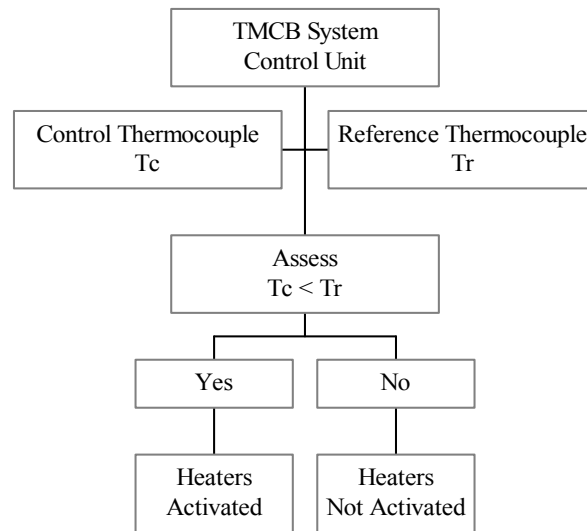 TMCB System
Control Unit
Control Thermocouple
Tc
Reference Thermocouple
Tr
Assess
Tc < Tr
Yes
No
Heaters
Activated
Heaters
Not Activated